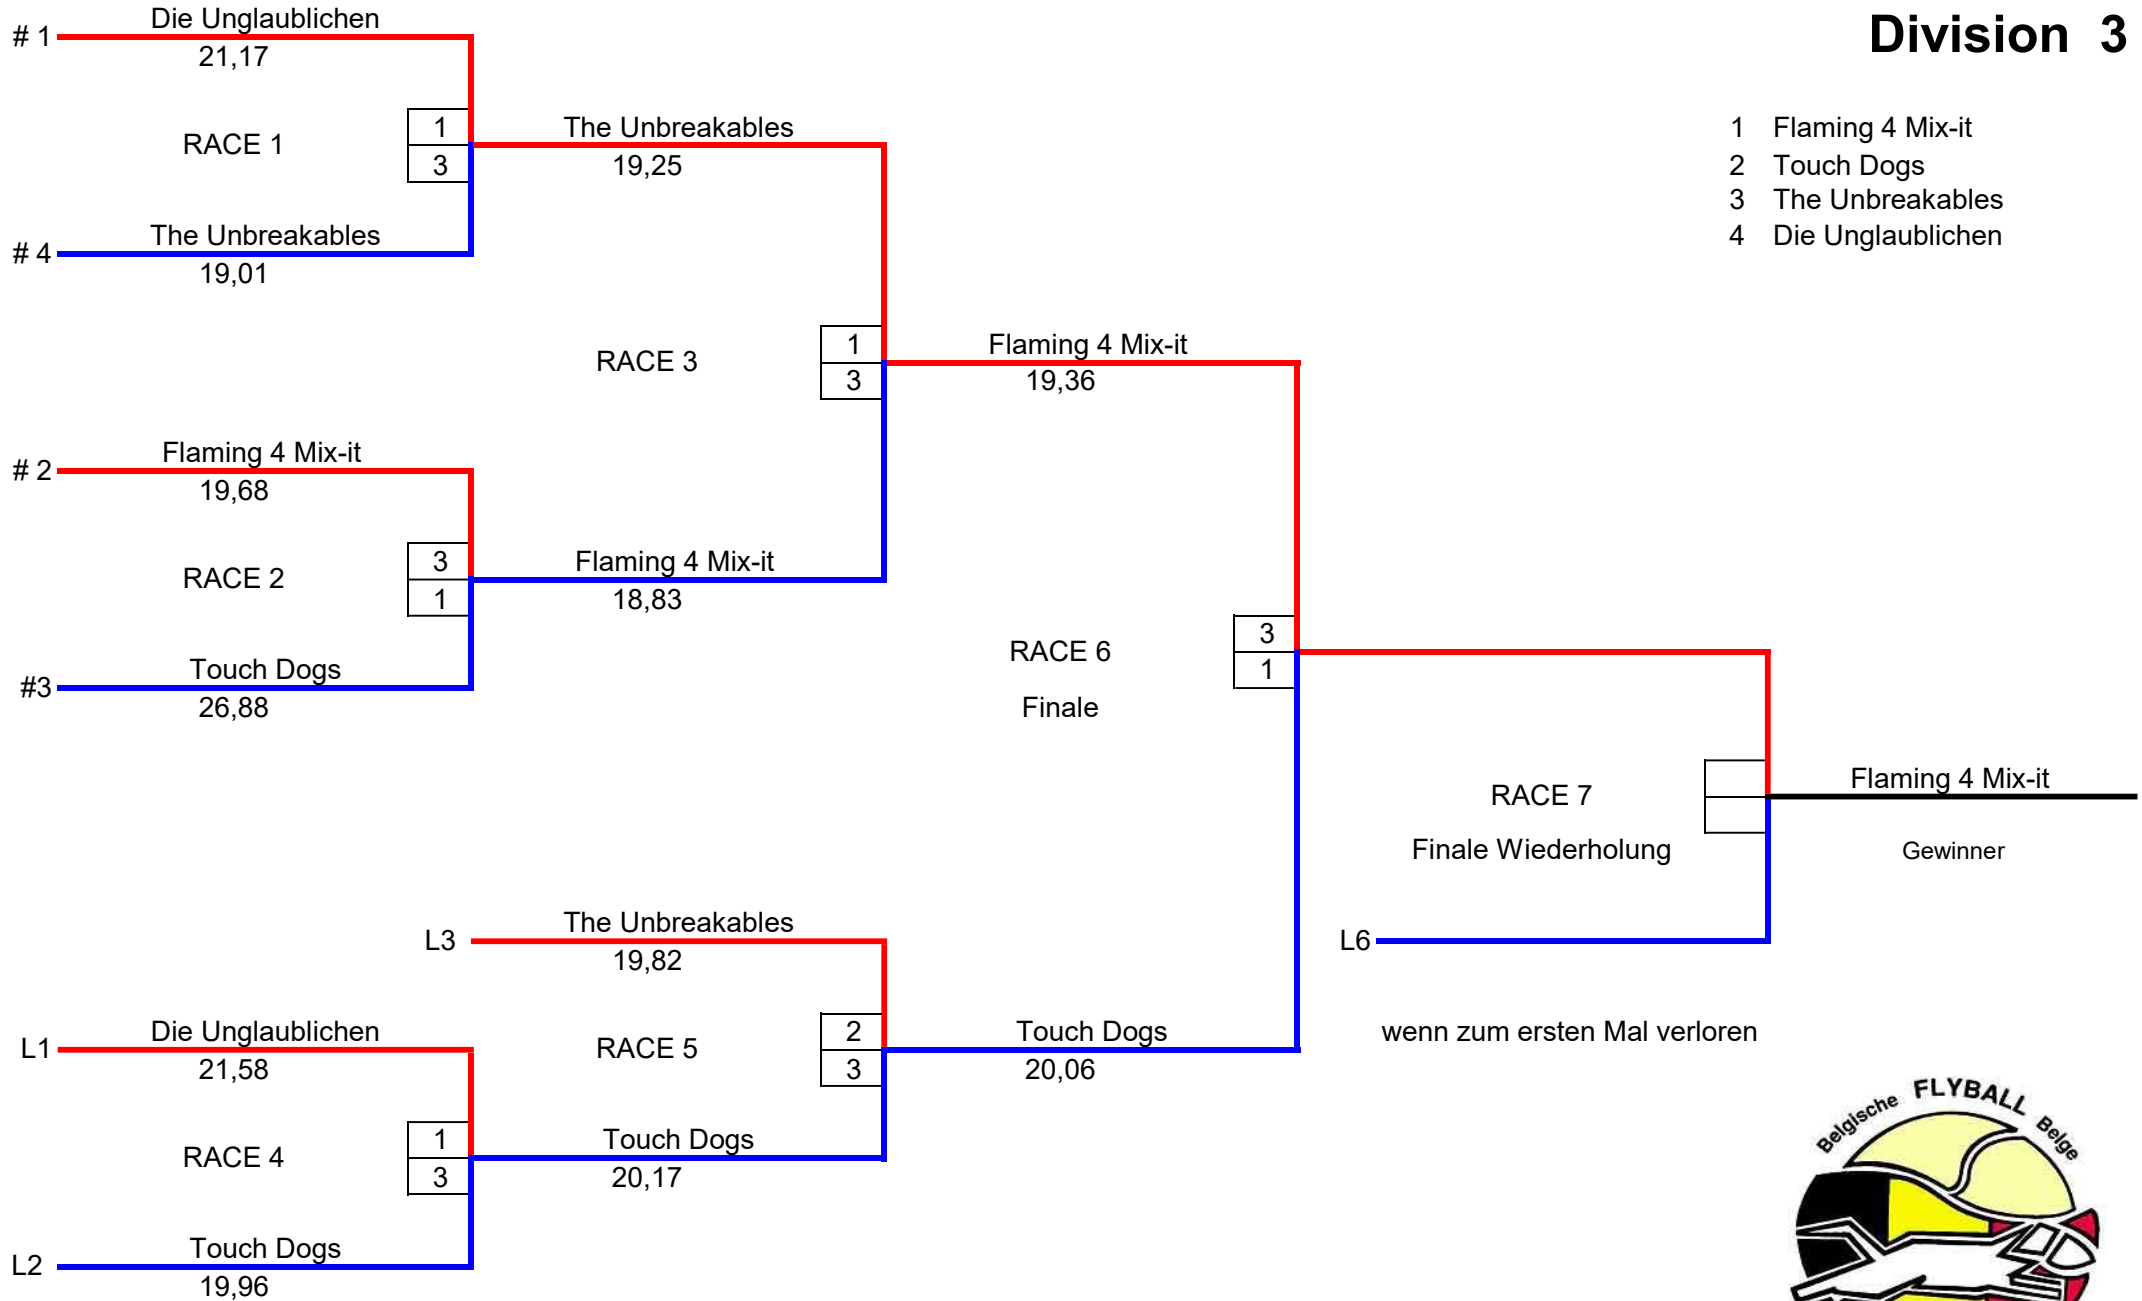 Division 3
Die Unglaublichen
# 1
21,17
1
RACE 1
3
The Unbreakables
# 4
19,01
The Unbreakables
19,25
1 Flaming 4 Mix-it
2 Touch Dogs
3 The Unbreakables
4 Die Unglaublichen
RACE 3
1
3
Flaming 4 Mix-it
19,36
Flaming 4 Mix-it
# 2
19,68
3
RACE 2
1
Flaming 4 Mix-it
18,83
Touch Dogs
#3
26,88
RACE 6
3
1
Finale
RACE 7
Finale Wiederholung
Flaming 4 Mix-it
Gewinner
L3
The Unbreakables
19,82
L6
wenn zum ersten Mal verloren
Die Unglaublichen
L1
21,58
RACE 5
2
3
Touch Dogs
20,06
RACE 4
1
3
Touch Dogs
20,17
Touch Dogs
L2
19,96
Belgische FLYBALL Belge